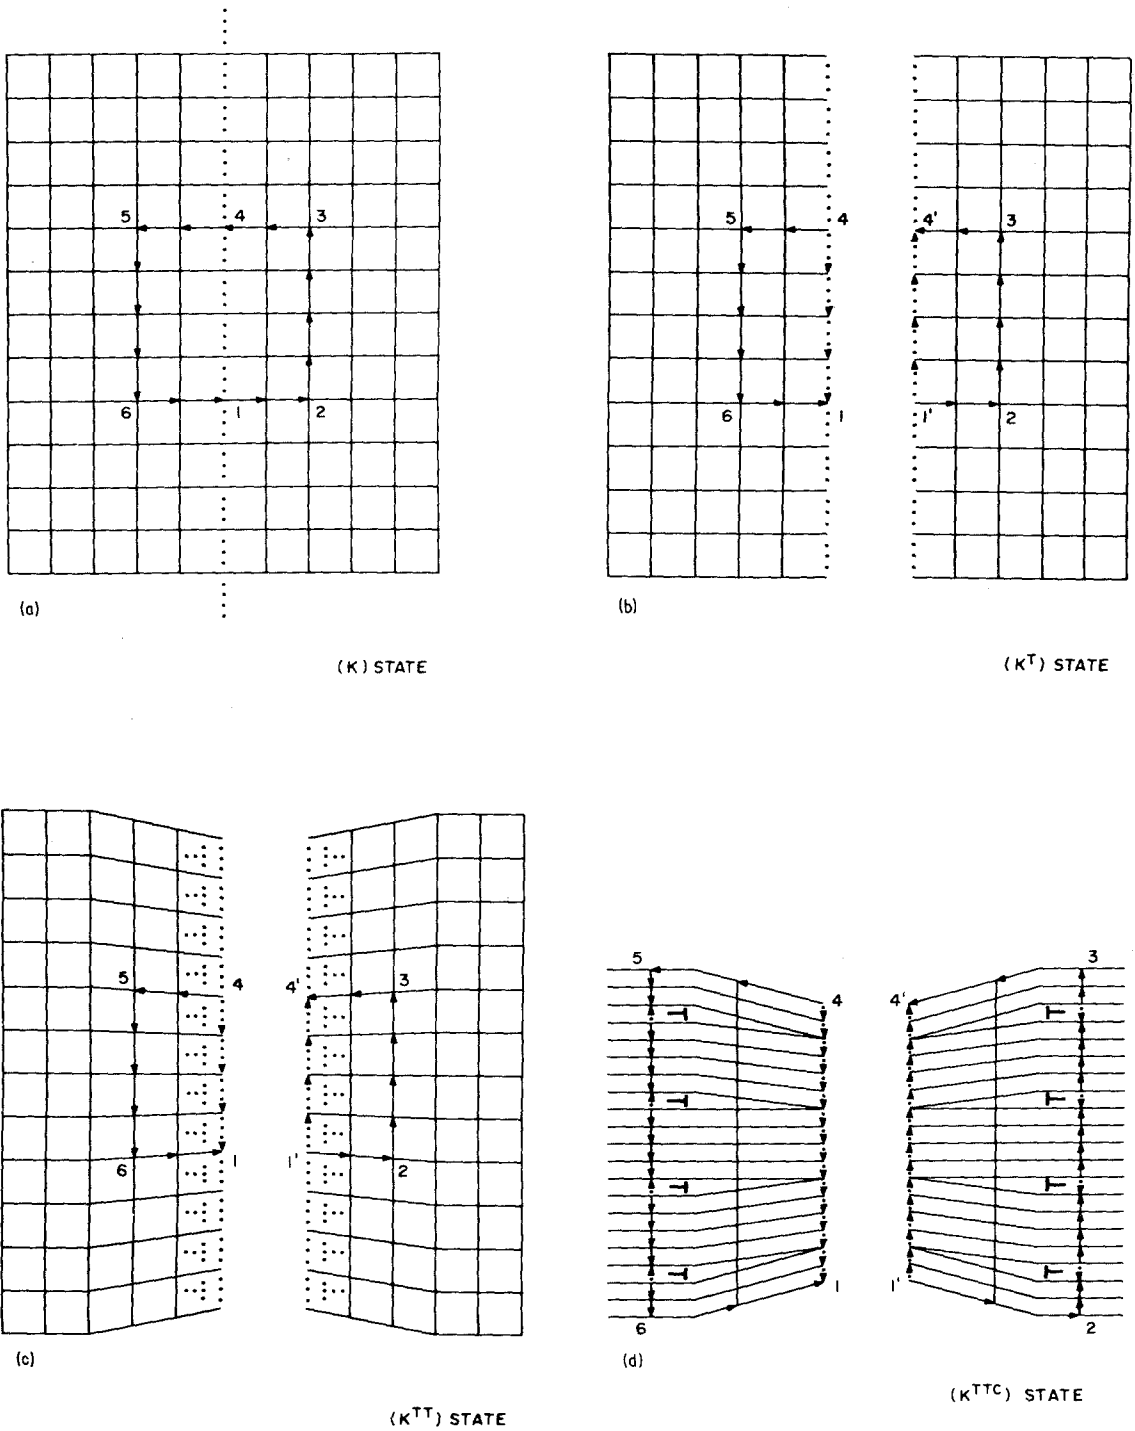 5 4 3
6 1 2
(a)
(K) STATE
5 4 4' 3
6 1 1' 2
(b)
(K^T) STATE
5 4 4' 3
6 1 1' 2
(c)
(K^TT) STATE
5 3
4 4'
1 1'
6 2
(d)
(K^TTC) STATE